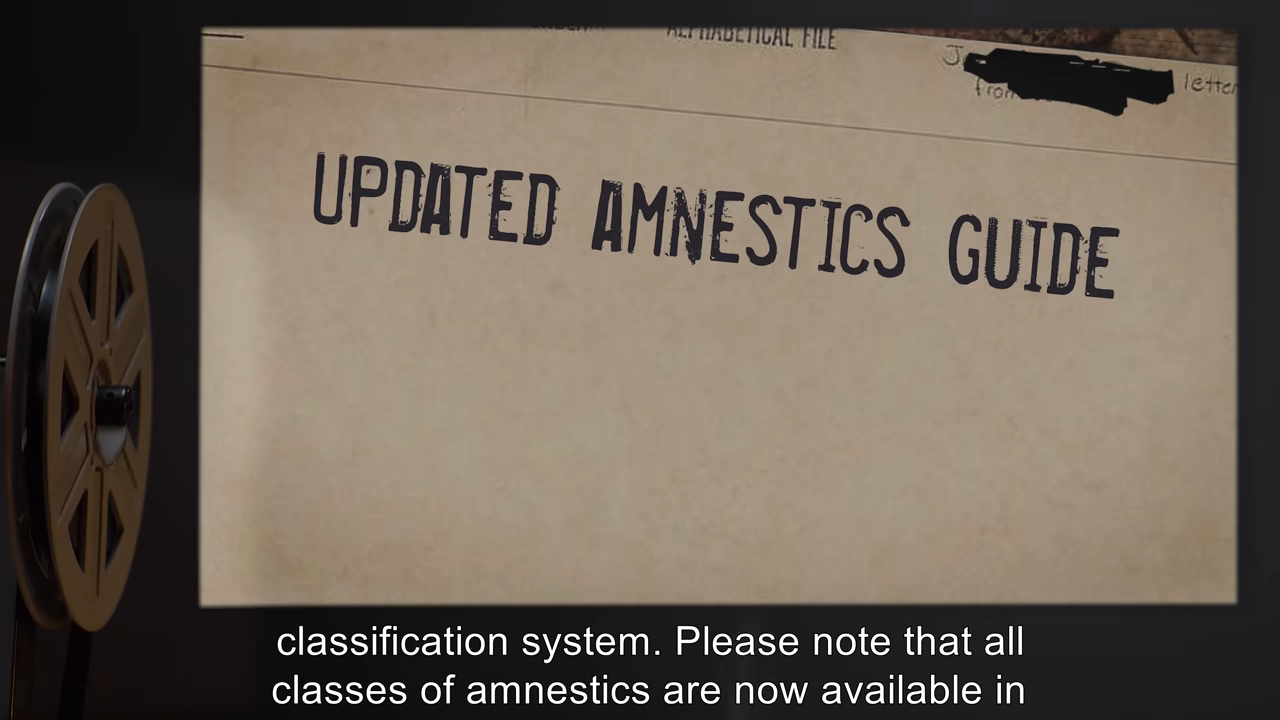 ALPHABETICAL FILE
letter
from
UPDATED AMNESTICS GUIDE
classification system. Please note that all
classes of amnestics are now available in